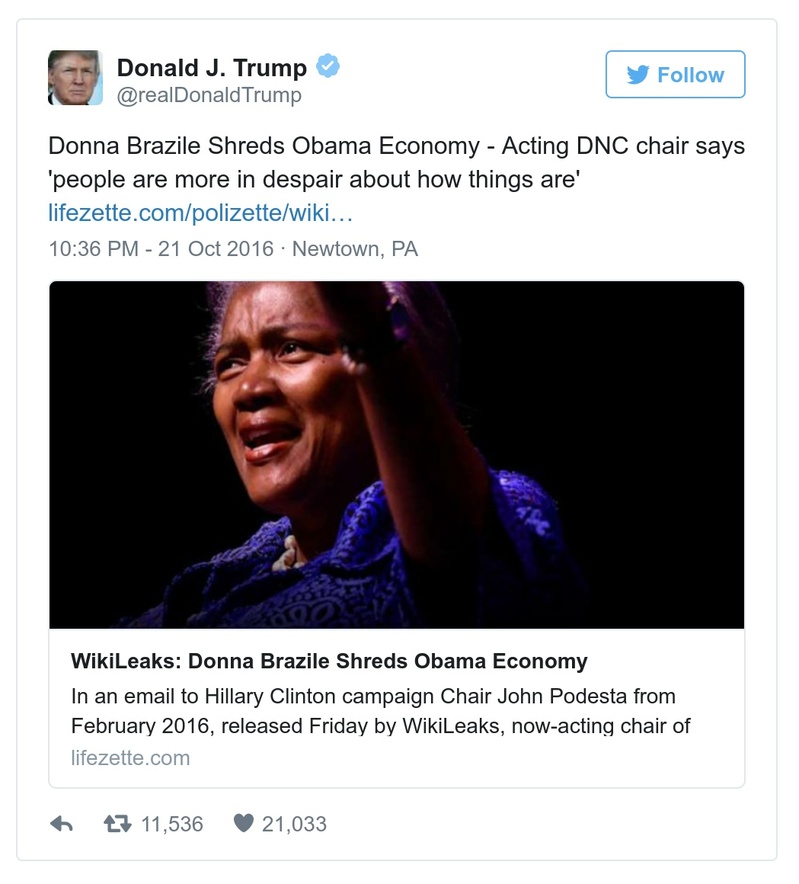 Donald J. Trump
@realDonaldTrump
Follow
Donna Brazile Shreds Obama Economy - Acting DNC chair says
'people are more in despair about how things are'
lifezette.com/polizette/wiki…
10:36 PM - 21 Oct 2016 · Newtown, PA
WikiLeaks: Donna Brazile Shreds Obama Economy
In an email to Hillary Clinton campaign Chair John Podesta from
February 2016, released Friday by WikiLeaks, now-acting chair of
lifezette.com
11,536
21,033